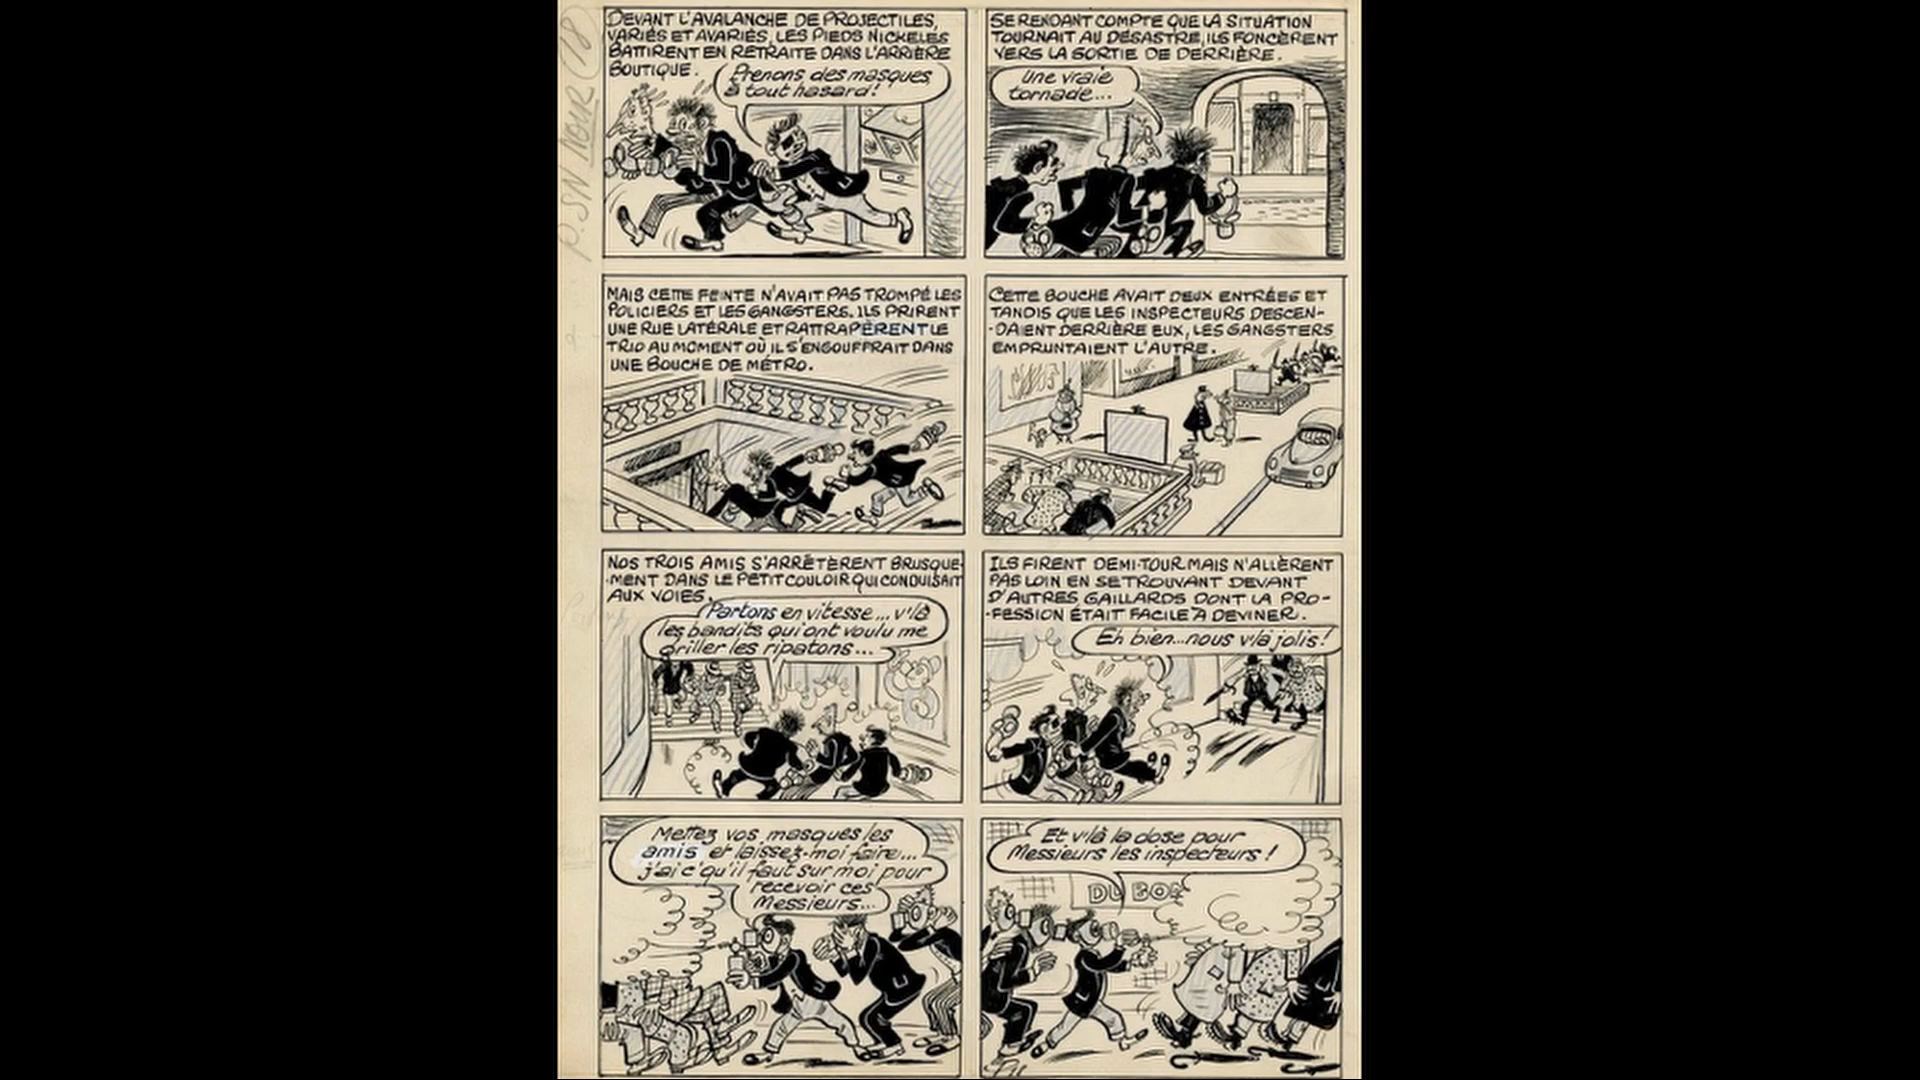 P. SN NOIR 18
DEVANT L'AVALANCHE DE PROJECTILES,
VARIÉS ET AVARIÉS, LES PIEDS NICKELÉS
BATTIRENT EN RETRAITE DANS L'ARRIÈRE
BOUTIQUE.
Prenons des masques,
à tout hasard!
SE RENDANT COMPTE QUE LA SITUATION
TOURNAIT AU DÉSASTRE, ILS FONCÈRENT
VERS LA SORTIE DE DERRIÈRE.
Une vraie
tornade...
MAIS CETTE FEINTE N'AVAIT PAS TROMPÉ LES
POLICIERS ET LES GANGSTERS. ILS PRIRENT
UNE RUE LATÉRALE ET RATTRAPÈRENT LE
TRIO AU MOMENT OÙ IL S'ENGOUFFRAIT DANS
UNE BOUCHE DE MÉTRO.
CETTE BOUCHE AVAIT DEUX ENTRÉES ET
TANDIS QUE LES INSPECTEURS DESCEN-
-DAIENT DERRIÈRE EUX, LES GANGSTERS
EMPRUNTAIENT L'AUTRE.
NOS TROIS AMIS S'ARRÊTÈRENT BRUSQUE-
-MENT DANS LE PETIT COULOIR QUI CONDUISAIT
AUX VOIES.
Partons en vitesse... v'là
les bandits qui ont voulu me
griller les ripatons...
ILS FIRENT DEMI-TOUR MAIS N'ALLÈRENT
PAS LOIN EN SE TROUVANT DEVANT
D'AUTRES GAILLARDS DONT LA PRO-
-FESSION ÉTAIT FACILE À DEVINER.
Eh bien... nous v'là jolis!
Mettez vos masques les
amis et laissez-moi faire...
j'ai c'qu'il faut sur moi pour
recevoir ces
Messieurs...
Et v'là la dose pour
Messieurs les inspecteurs!
DU BON